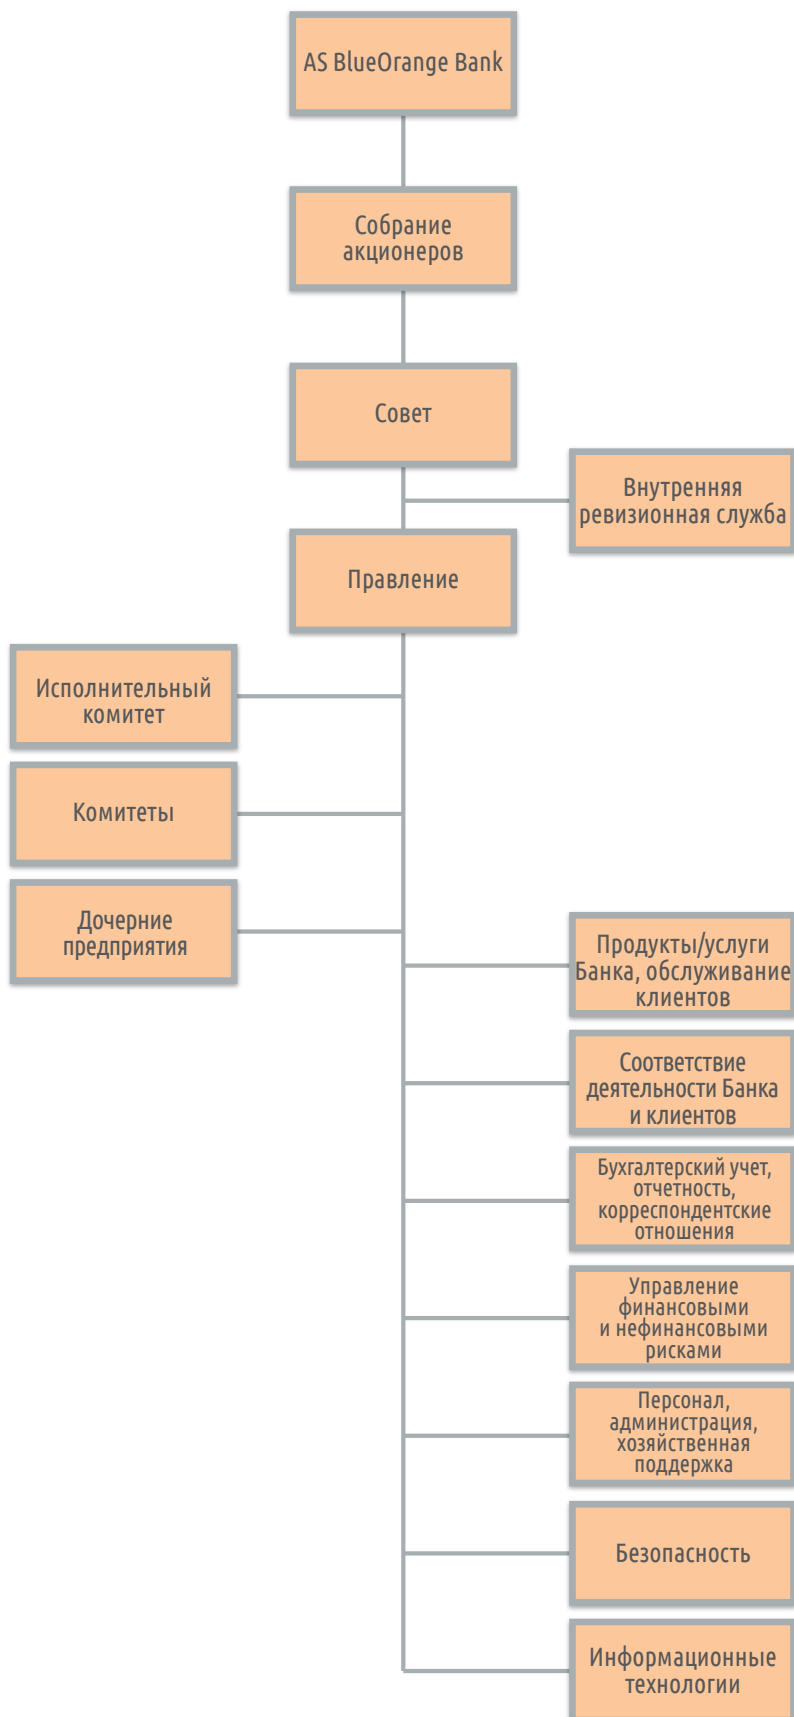 AS BlueOrange Bank
Собрание
акционеров
Совет
Внутренняя
ревизионная служба
Правление
Исполнительный
комитет
Комитеты
Дочерние
предприятия
Продукты/услуги
Банка, обслуживание
клиентов
Соответствие
деятельности Банка
и клиентов
Бухгалтерский учет,
отчетность,
корреспондентские
отношения
Управление
финансовыми
и нефинансовыми
рисками
Персонал,
администрация,
хозяйственная
поддержка
Безопасность
Информационные
технологии